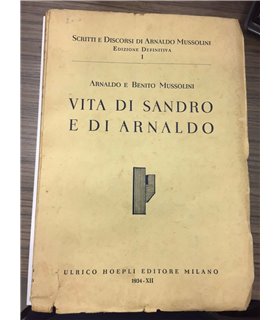 SCRITTI E DISCORSI DI ARNALDO MUSSOLINI
EDIZIONE DEFINITIVA
I
ARNALDO E BENITO MUSSOLINI
VITA DI SANDRO
E DI ARNALDO
ULRICO HOEPLI EDITORE MILANO
1934-XII